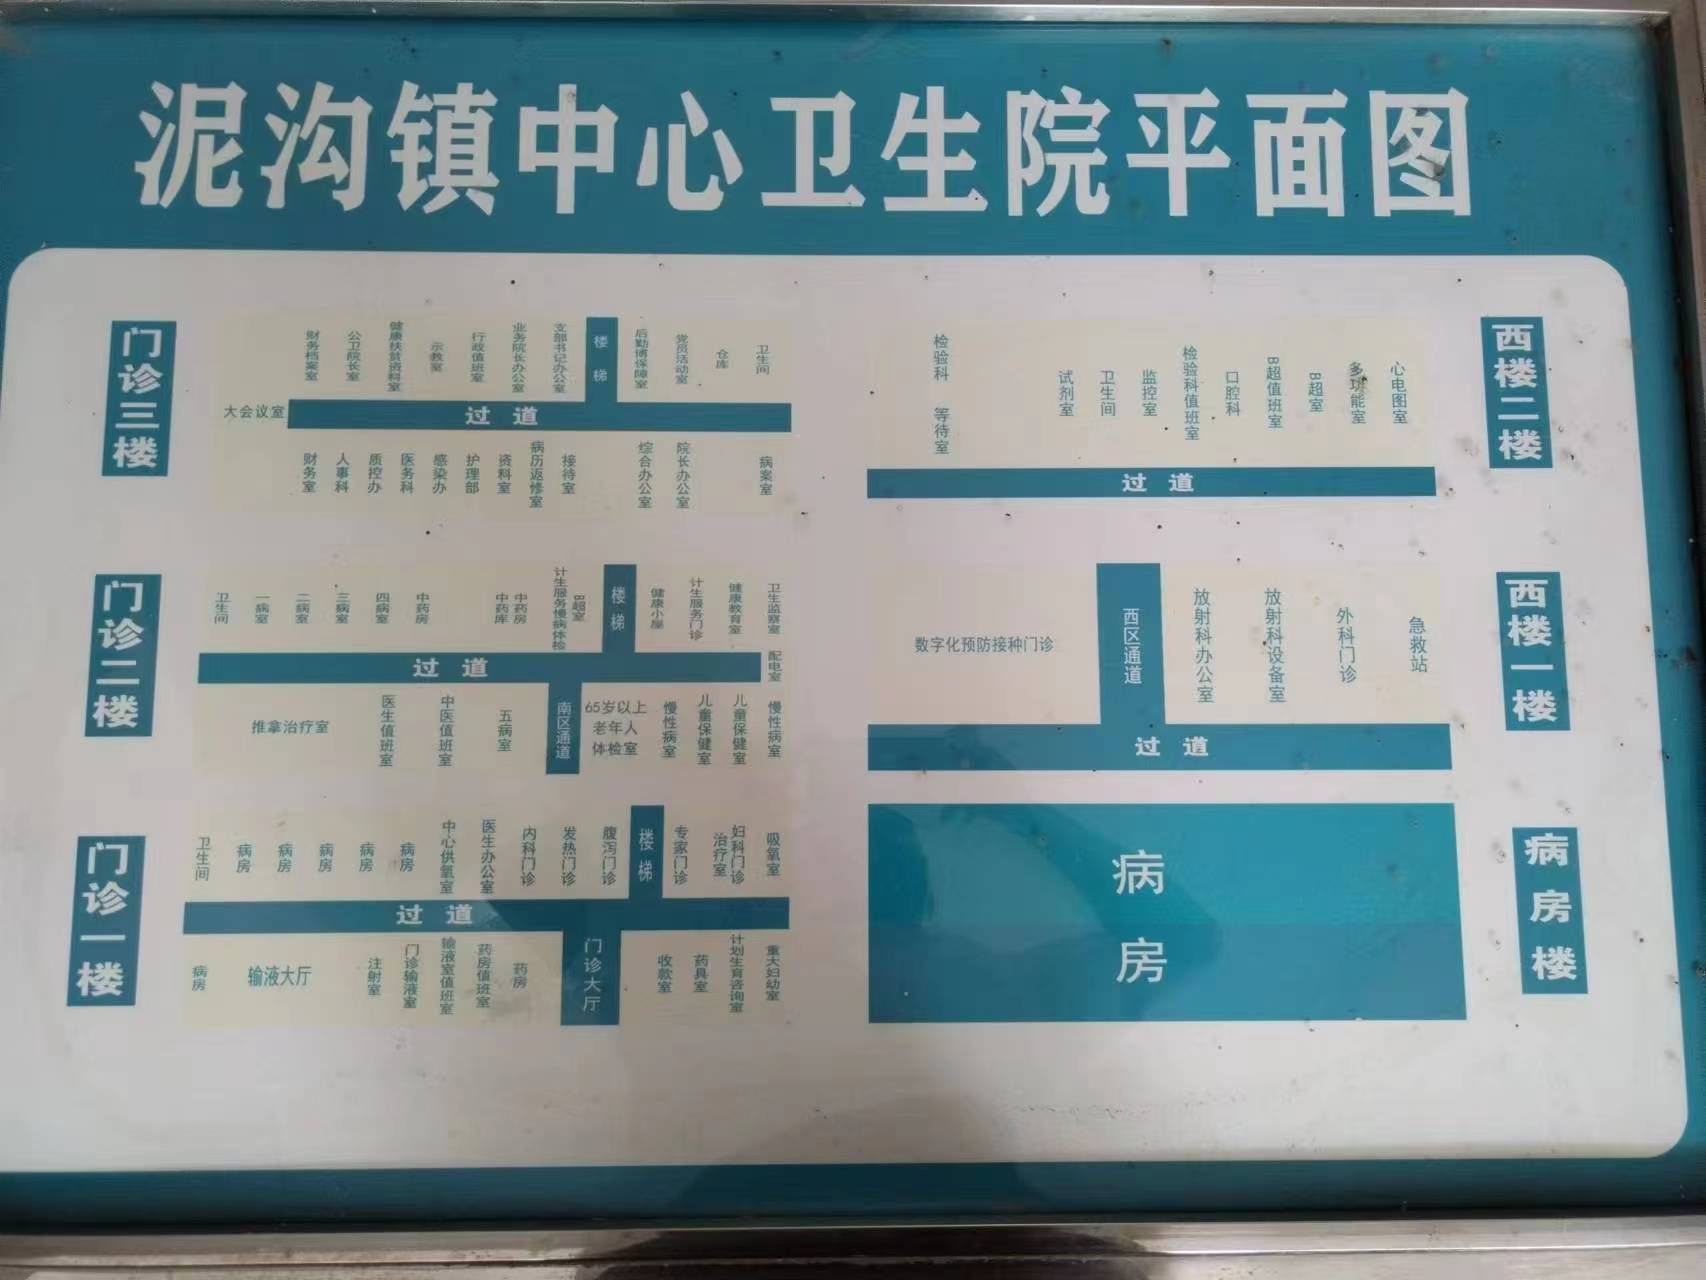 泥沟镇中心卫生院平面图
门诊三楼
财务档案室
公卫院长室
健康扶贫资料室
示教室
行政值班室
业务院长办公室
支部书记办公室
楼梯
后勤博保障室
党员活动室
仓库
卫生间
大会议室
过道
财务室
人事科
质控办
医务科
感染办
护理部
资料室
病历返修室
接待室
综合办公室
院长办公室
病案室
西楼二楼
检验科 等待室
试剂室
卫生间
监控室
检验科值班室
口腔科
B超值班室
B超室
多功能室
心电图室
过道
门诊二楼
卫生间
一病室
二病室
三病室
四病室
中药房
中药库
中药房
计生服务慢病体检
B超室
楼梯
健康小屋
计生服务门诊
健康教育室
卫生监察室
过道
配电室
推拿治疗室
医生值班室
中医值班室
五病室
南区通道
65岁以上
老年人
体检室
慢性病室
儿童保健室
儿童保健室
慢性病室
西楼一楼
数字化预防接种门诊
西区通道
放射科办公室
放射科设备室
外科门诊
急救站
过道
门诊一楼
卫生间
病房
病房
病房
病房
病房
中心供氧室
医生办公室
内科门诊
发热门诊
腹泻门诊
楼梯
专家门诊
治疗室
妇科门诊
吸氧室
过道
病房
输液大厅
注射室
门诊输液室
输液室值班室
药房值班室
药房
门诊大厅
收款室
药具室
计划生育咨询室
重大妇幼室
病房楼
病房